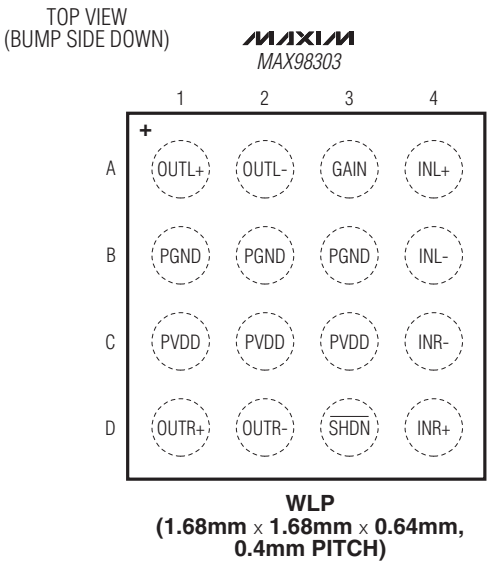 TOP VIEW
(BUMP SIDE DOWN)
MAXIM
MAX98303
1 2 3 4
+
A OUTL+ OUTL- GAIN INL+
B PGND PGND PGND INL-
C PVDD PVDD PVDD INR-
D OUTR+ OUTR- SHDN INR+
WLP
(1.68mm x 1.68mm x 0.64mm,
0.4mm PITCH)